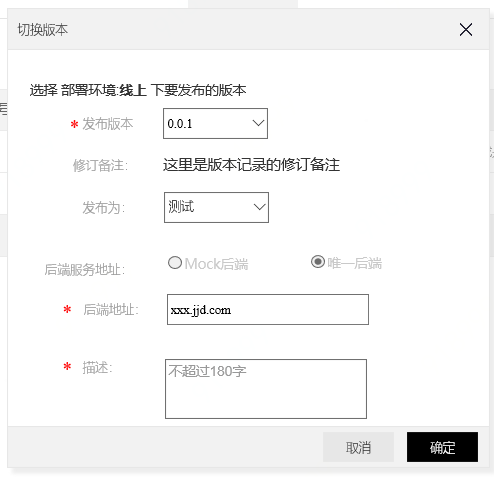 切换版本
选择 部署环境:线上 下要发布的版本
* 发布版本 0.0.1
修订备注: 这里是版本记录的修订备注
发布为: 测试
后端服务地址: Mock后端 唯一后端
* 后端地址: xxx.jjd.com
* 描述: 不超过180字
取消 确定